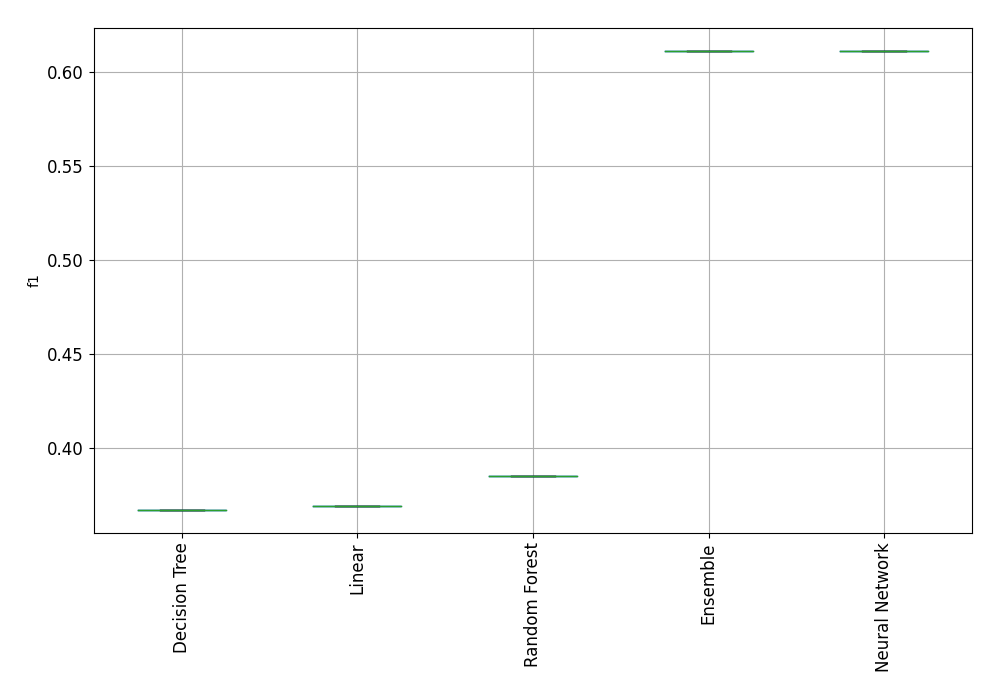 0.60
0.55
0.50
0.45
0.40
f1
Decision Tree
Linear
Random Forest
Ensemble
Neural Network